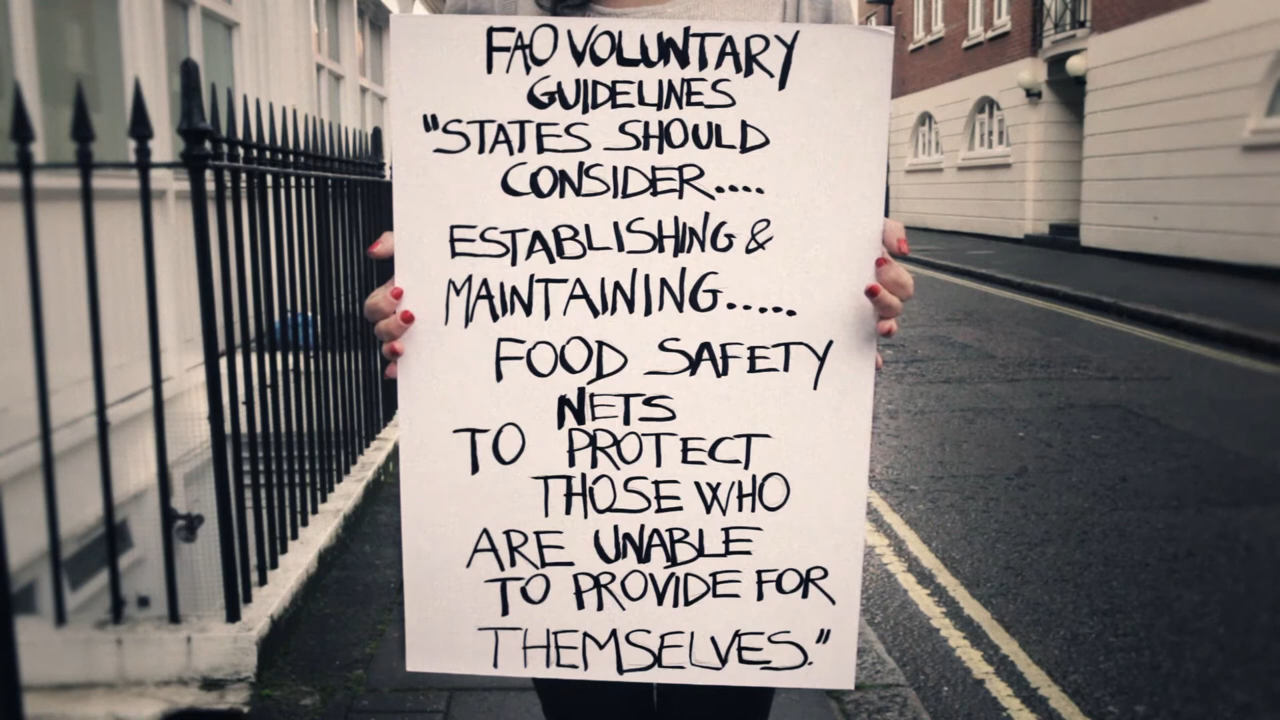 FAO VOLUNTARY
GUIDELINES
"STATES SHOULD
CONSIDER....
ESTABLISHING &
MAINTAINING.....
FOOD SAFETY
NETS
TO PROTECT
THOSE WHO
ARE UNABLE
TO PROVIDE FOR
THEMSELVES."